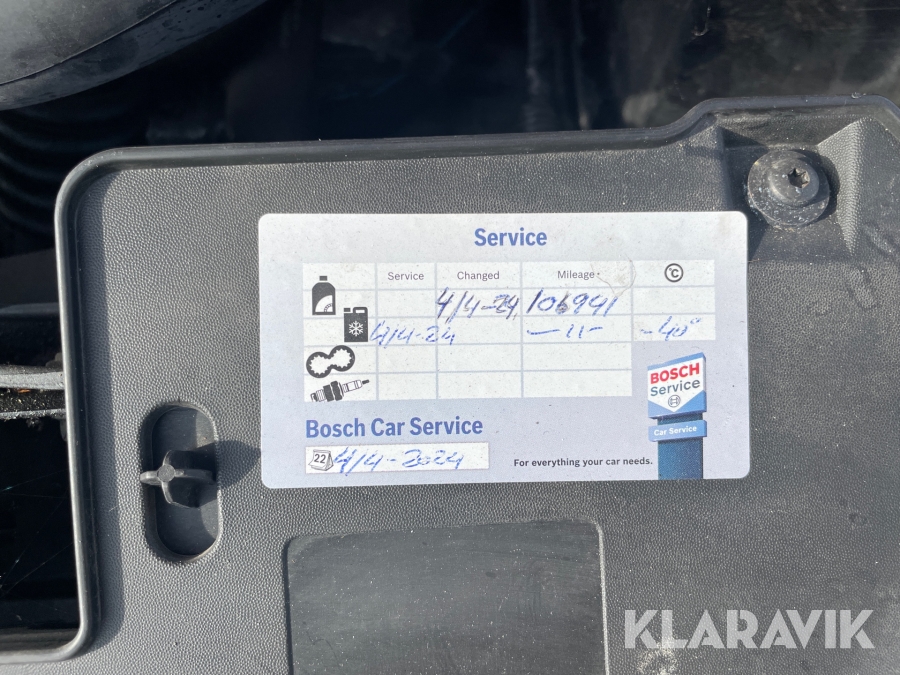 Service
Service Changed Mileage °C
4/4-24 106941
4/4-24 —11— -40°
BOSCH
Service
Car Service
Bosch Car Service
22 4/4-2024
For everything your car needs.
KLARAVIK